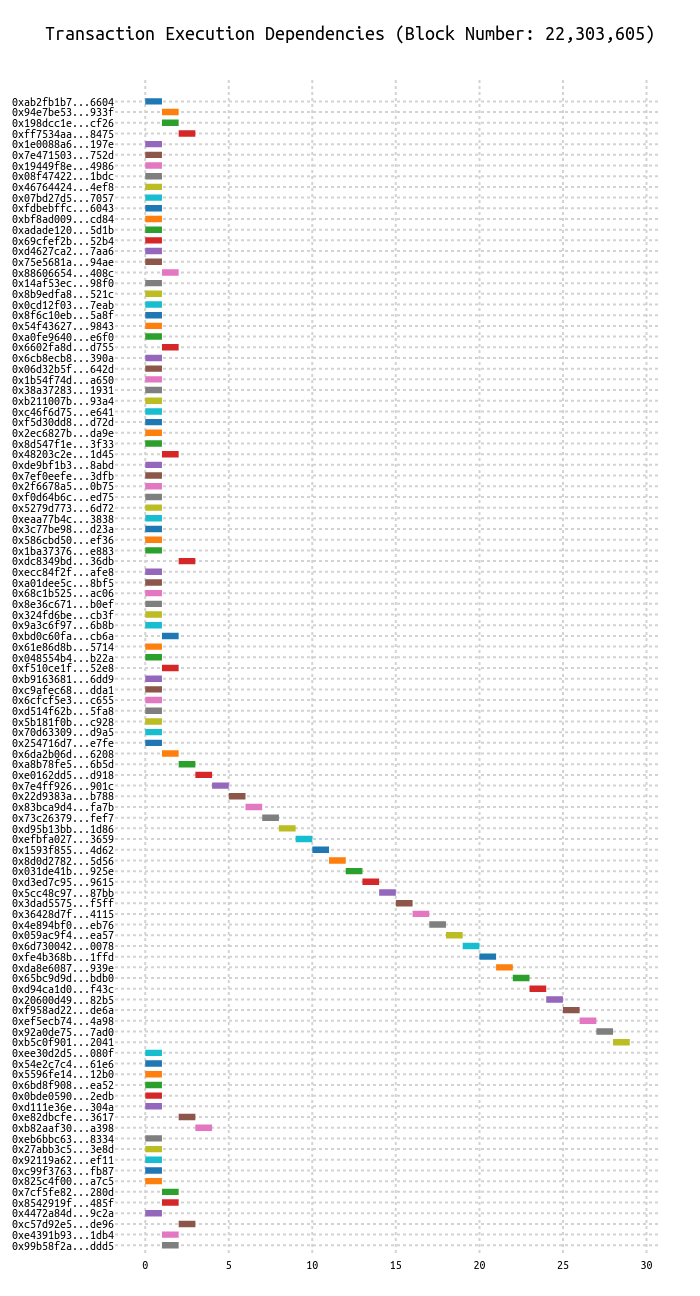 Transaction Execution Dependencies (Block Number: 22,303,605)
0xab2fb1b7...6604
0x94e7be53...933f
0x198dcc1e...cf26
0xff7534aa...8475
0x1e0088a6...197e
0x7e471503...752d
0x19449f8e...4986
0x08f47422...1bdc
0x46764424...4ef8
0x07bd27d5...7057
0xfdbebffc...6043
0xbf8ad009...cd84
0xadade120...5d1b
0x69cfef2b...52b4
0xd4627ca2...7aa6
0x75e5681a...94ae
0x88606654...408c
0x14af53ec...98f0
0x8b9edfa8...521c
0x0cd12f03...7eab
0x8f6c10eb...5a8f
0x54f43627...9843
0xa0fe9640...e6f0
0x6602fa8d...d755
0x6cb8ecb8...390a
0x06d32b5f...642d
0x1b54f74d...a650
0x38a37283...1931
0xb211007b...93a4
0xc46f6d75...e641
0xf5d30dd8...d72d
0x2ec6827b...da9e
0x8d547f1e...3f33
0x48203c2e...1d45
0xde9bf1b3...8abd
0x7ef0eefe...3dfb
0x2f6678a5...0b75
0xf0d64b6c...ed75
0x5279d773...6d72
0xeaa77b4c...3838
0x3c77be98...d23a
0x586cbd50...ef36
0x1ba37376...e883
0xdc8349bd...36db
0xecc84f2f...afe8
0xa01dee5c...8bf5
0x68c1b525...ac06
0x8e36c671...b0ef
0x324fd6be...cb3f
0x9a3c6f97...6b8b
0xbd0c60fa...cb6a
0x61e86d8b...5714
0x048554b4...b22a
0xf510ce1f...52e8
0xb9163681...6dd9
0xc9afec68...dda1
0x6cfcf5e3...c655
0xd514f62b...5fa8
0x5b181f0b...c928
0x70d63309...d9a5
0x254716d7...e7fe
0x6da2b06d...6208
0xa8b78fe5...6b5d
0xe0162dd5...d918
0x7e4ff926...901c
0x22d9383a...b788
0x83bca9d4...fa7b
0x73c26379...fef7
0xd95b13bb...1d86
0xefbfa027...3659
0x1593f855...4d62
0x8d0d2782...5d56
0x031de41b...925e
0xd3ed7c95...9615
0x5cc48c97...87bb
0x3dad5575...f5ff
0x36428d7f...4115
0x4e894bf0...eb76
0x059ac9f4...ea57
0x6d730042...0078
0xfe4b368b...1ffd
0xda8e6087...939e
0x65bc9d9d...bdb0
0xd94ca1d0...f43c
0x20600d49...82b5
0xf958ad22...de6a
0xef5ecb74...4a98
0x92a0de75...7ad0
0xb5c0f901...2041
0xee30d2d5...080f
0x54e2c7c4...61e6
0x5596fe14...12b0
0x6bd8f908...ea52
0x0bde0590...2edb
0xd111e36e...304a
0xe82dbcfe...3617
0xb82aaf30...a398
0xeb6bbc63...8334
0x27abb3c5...3e8d
0x92119a62...ef11
0xc99f3763...fb87
0x825c4f00...a7c5
0x7cf5fe82...280d
0x8542919f...485f
0x4472a84d...9c2a
0xc57d92e5...de96
0xe4391b93...1db4
0x99b58f2a...ddd5
0 5 10 15 20 25 30